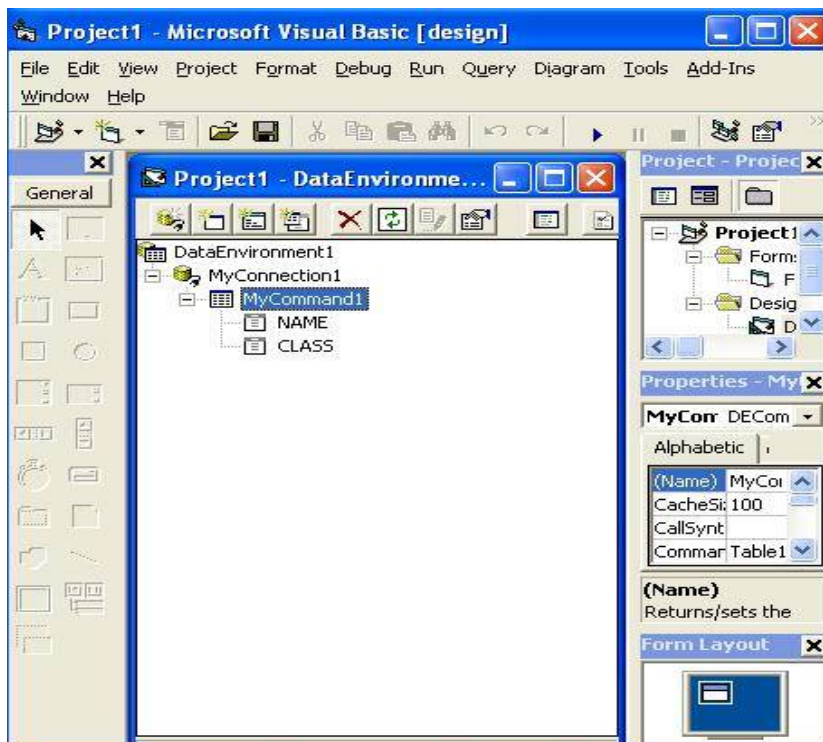 Project1 - Microsoft Visual Basic [design]
File Edit View Project Format Debug Run Query Diagram Tools Add-Ins
Window Help
General
Project1 - DataEnvironme...
DataEnvironment1
MyConnection1
MyCommand1
NAME
CLASS
Project - Projec
Project1
Form
F
Desig
D
Properties - My
MyCom DECom
Alphabetic
(Name) MyCo
CacheSi 100
CallSynt
Comman Table1
(Name)
Returns/sets the
Form Layout